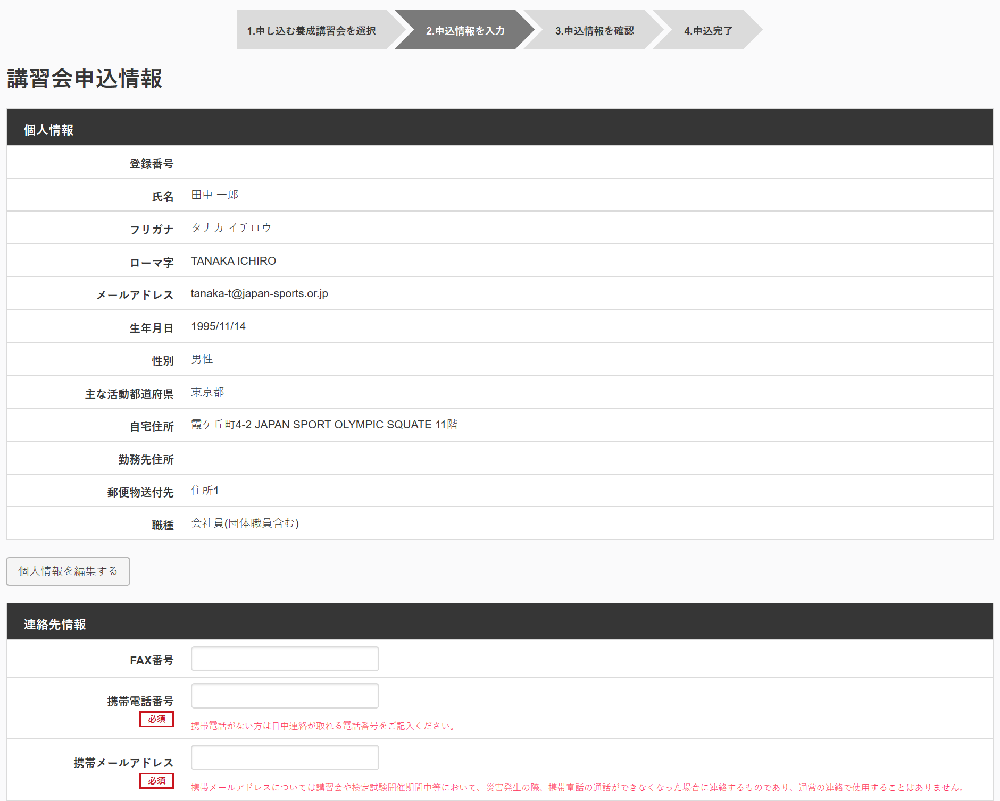 1.申し込む養成講習会を選択
2.申込情報を入力
3.申込情報を確認
4.申込完了
講習会申込情報
個人情報
登録番号
氏名 田中 一郎
フリガナ タナカ イチロウ
ローマ字 TANAKA ICHIRO
メールアドレス tanaka-t@japan-sports.or.jp
生年月日 1995/11/14
性別 男性
主な活動都道府県 東京都
自宅住所 霞ケ丘町4-2 JAPAN SPORT OLYMPIC SQUATE 11階
勤務先住所
郵便物送付先 住所1
職種 会社員(団体職員含む)
個人情報を編集する
連絡先情報
FAX番号
携帯電話番号
必須
携帯電話がない方は日中連絡が取れる電話番号をご記入ください。
携帯メールアドレス
必須
携帯メールアドレスについては講習会や検定試験開催期間中等において、災害発生の際、携帯電話の通話ができなくなった場合に連絡するものであり、通常の連絡で使用することはありません。